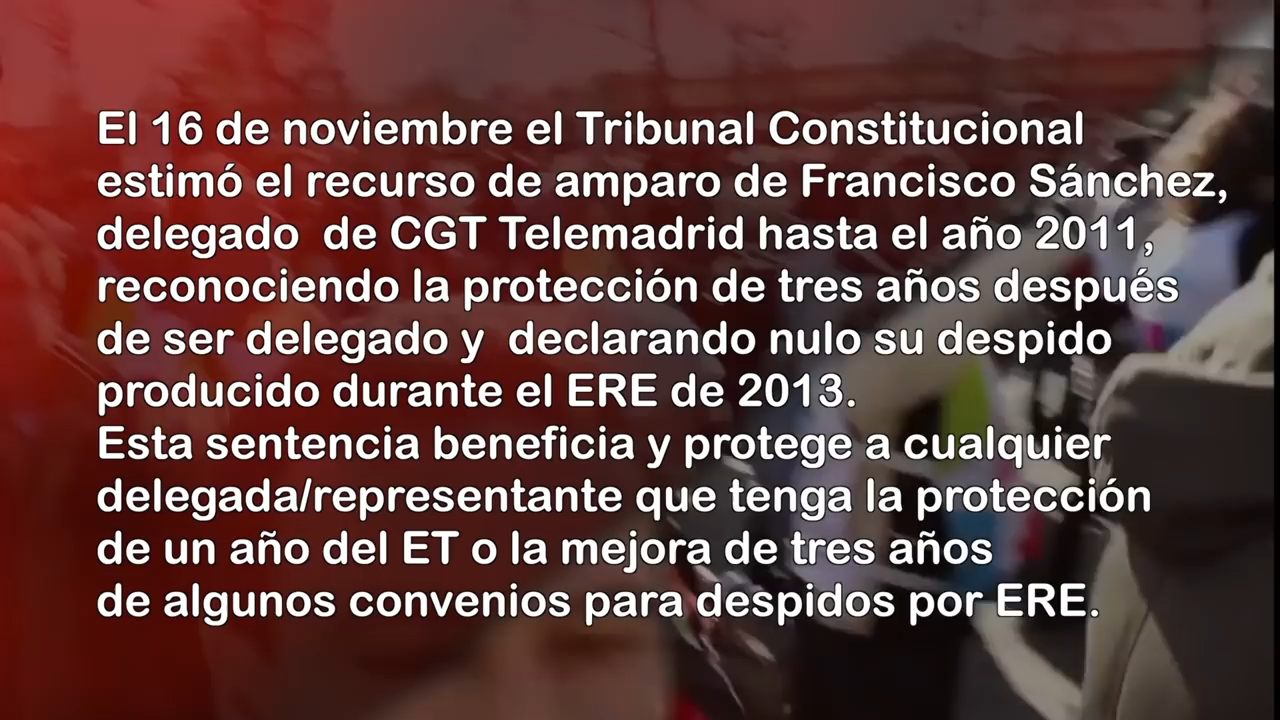 El 16 de noviembre el Tribunal Constitucional
estimó el recurso de amparo de Francisco Sánchez,
delegado  de CGT Telemadrid hasta el año 2011,
reconociendo la protección de tres años después
de ser delegado y  declarando nulo su despido
producido durante el ERE de 2013.
Esta sentencia beneficia y protege a cualquier
delegada/representante que tenga la protección
de un año del ET o la mejora de tres años
de algunos convenios para despidos por ERE.